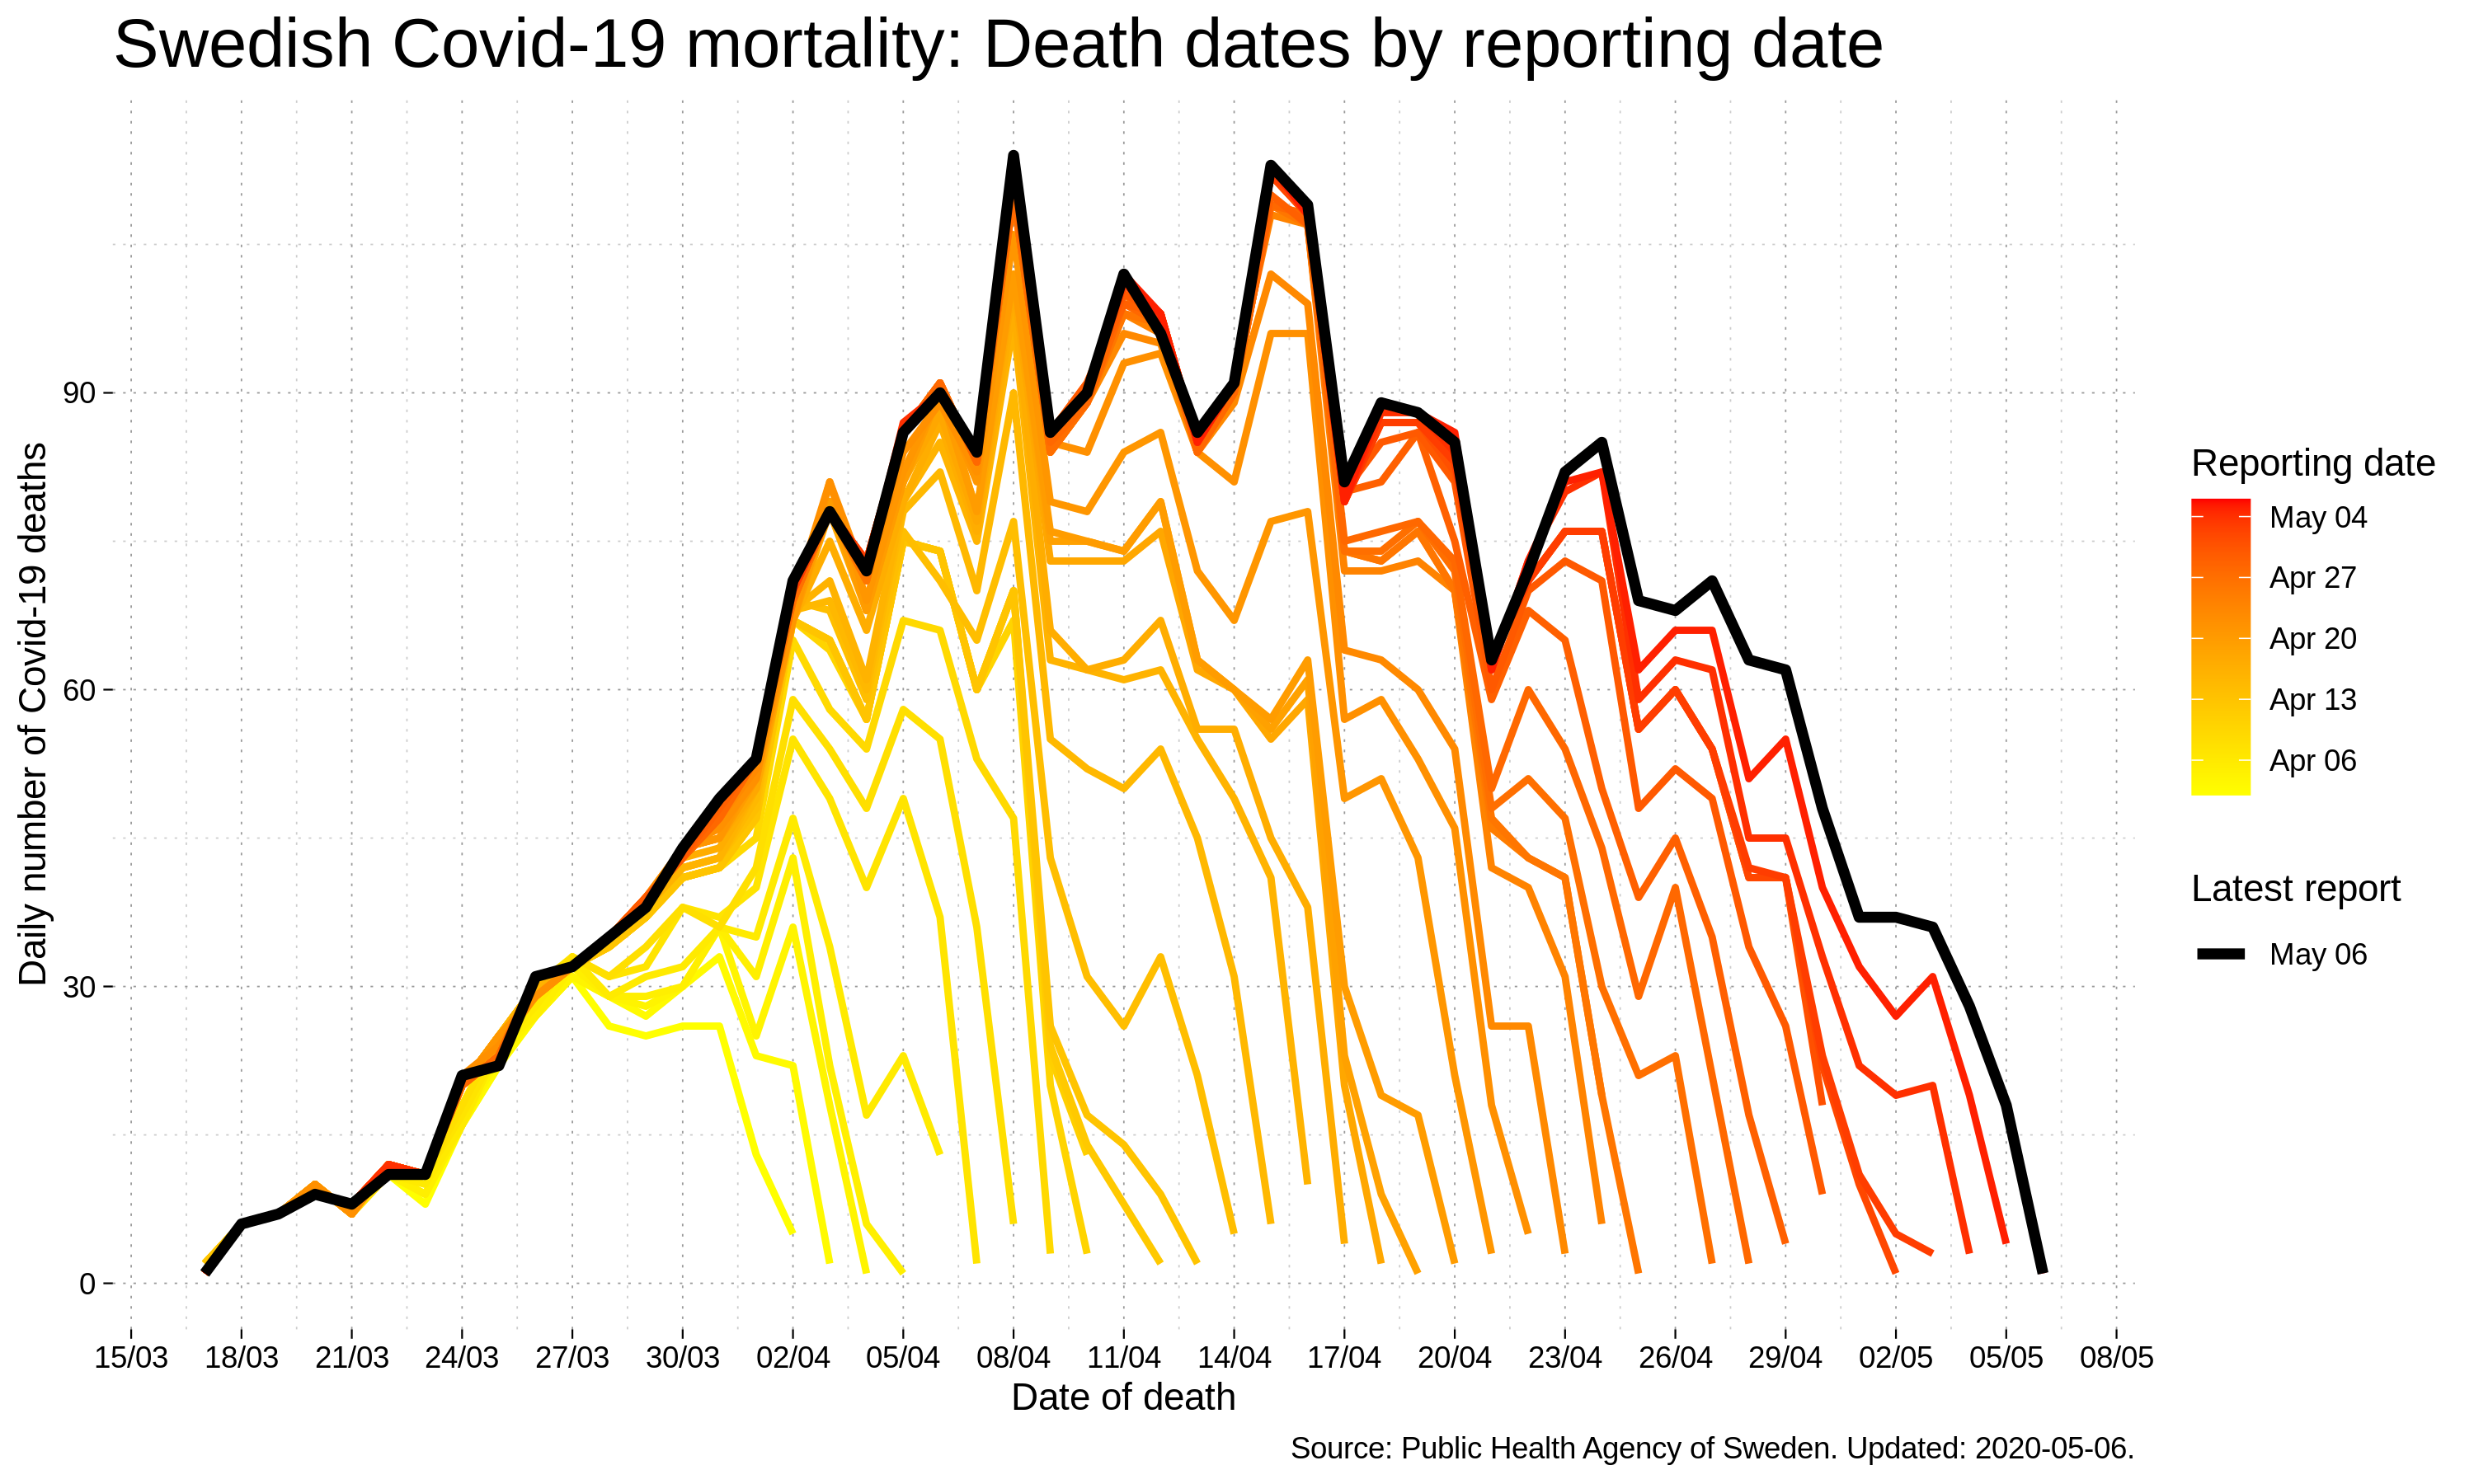 Swedish Covid-19 mortality: Death dates by reporting date
Daily number of Covid-19 deaths
90
60
30
0
15/03 18/03 21/03 24/03 27/03 30/03 02/04 05/04 08/04 11/04 14/04 17/04 20/04 23/04 26/04 29/04 02/05 05/05 08/05
Date of death
Reporting date
May 04
Apr 27
Apr 20
Apr 13
Apr 06
Latest report
May 06
Source: Public Health Agency of Sweden. Updated: 2020-05-06.